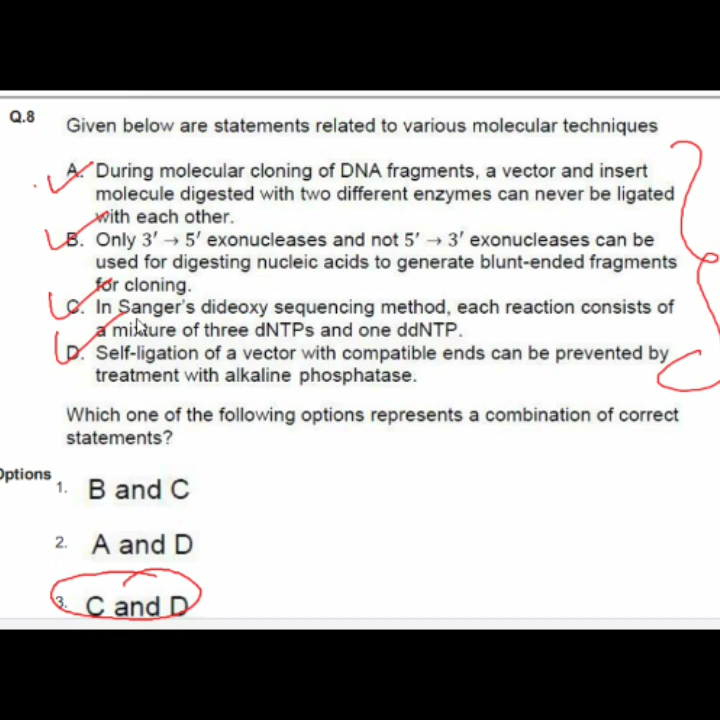 Q.8
Given below are statements related to various molecular techniques
A. During molecular cloning of DNA fragments, a vector and insert
molecule digested with two different enzymes can never be ligated
with each other.
B. Only 3′ → 5′ exonucleases and not 5′ → 3′ exonucleases can be
used for digesting nucleic acids to generate blunt-ended fragments
for cloning.
C. In Sanger's dideoxy sequencing method, each reaction consists of
a mixture of three dNTPs and one ddNTP.
D. Self-ligation of a vector with compatible ends can be prevented by
treatment with alkaline phosphatase.
Which one of the following options represents a combination of correct
statements?
Options
1. B and C
2. A and D
3. C and D